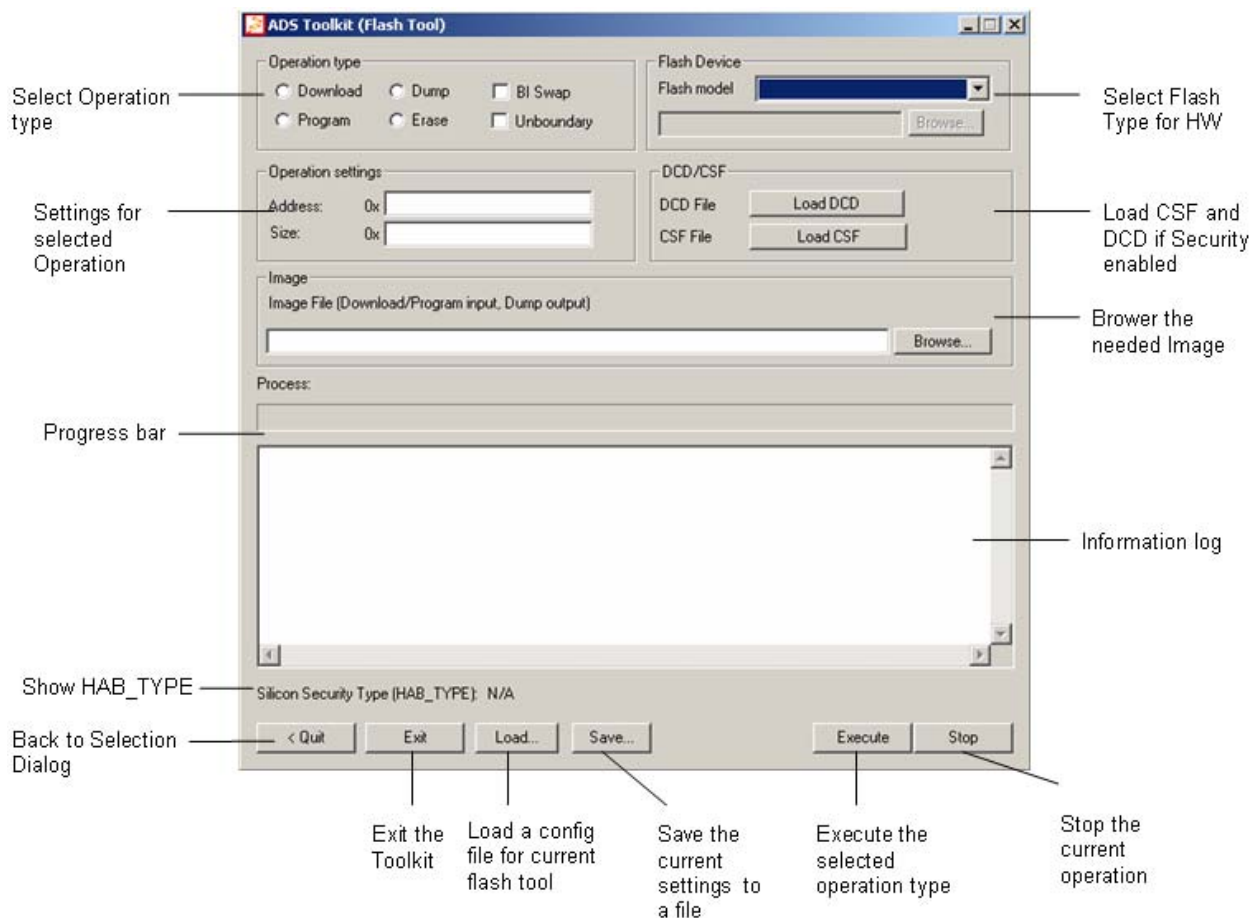 ADS Toolkit (Flash Tool)
Operation type
Download
Dump
BI Swap
Program
Erase
Unboundary
Flash Device
Flash model
Browse...
Select Operation
type
Select Flash
Type for HW
Operation settings
Address: 0x
Size: 0x
DCD/CSF
DCD File
Load DCD
CSF File
Load CSF
Settings for
selected
Operation
Load CSF and
DCD if Security
enabled
Image
Image File (Download/Program input, Dump output)
Browse...
Brower the
needed Image
Process:
Progress bar
Information log
Show HAB_TYPE
Silicon Security Type (HAB_TYPE): N/A
Back to Selection
Dialog
< Quit
Exit
Load...
Save...
Execute
Stop
Exit the
Toolkit
Load a config
file for current
flash tool
Save the
current
settings to
a file
Execute the
selected
operation type
Stop the
current
operation